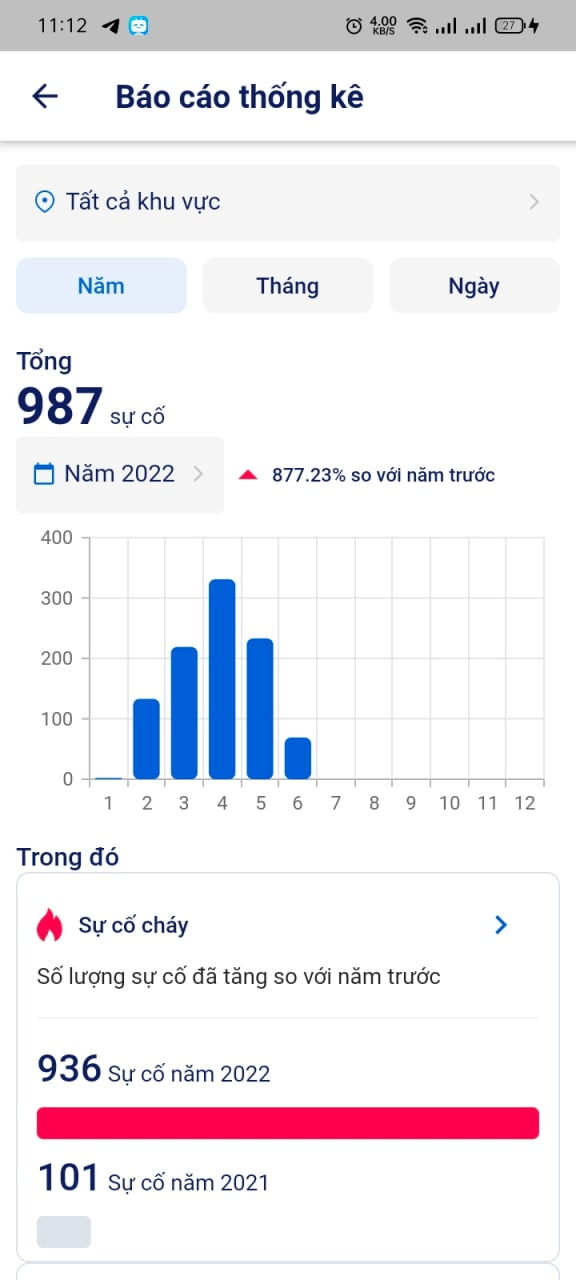 11:12 4.00 KB/S 27
Báo cáo thống kê
Tất cả khu vực
Năm Tháng Ngày
Tổng
987 sự cố
Năm 2022 877.23% so với năm trước
400
300
200
100
0
1 2 3 4 5 6 7 8 9 10 11 12
Trong đó
Sự cố cháy
Số lượng sự cố đã tăng so với năm trước
936 Sự cố năm 2022
101 Sự cố năm 2021